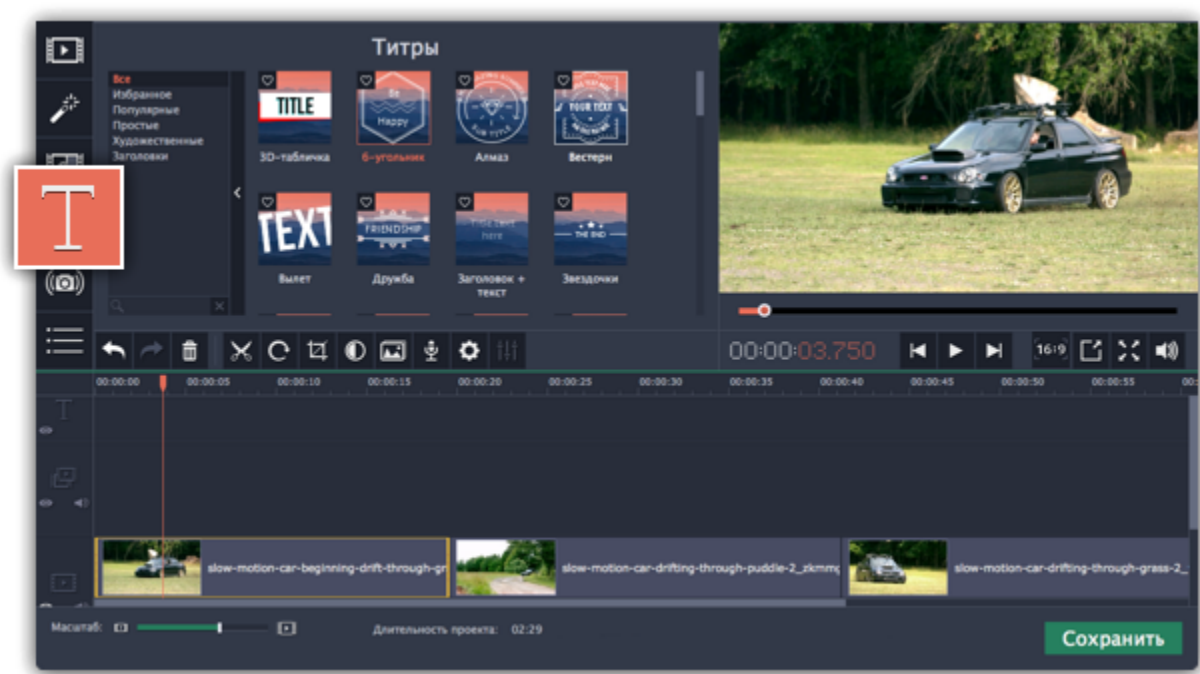 Титры
Все
Избранное
Популярные
Простые
Художественные
Заголовки
TITLE
Be
Happy
SUB TITLE
YOUR TEXT
3D-табличка
6-угольник
Алмаз
Вестерн
T
TEXT
FRIENDSHIP
Title text
here
THE END
Вылет
Дружба
Заголовок +
текст
Звездочки
00:00:03.750
16:9
00:00:00
00:00:05
00:00:10
00:00:15
00:00:20
00:00:25
00:00:30
00:00:35
00:00:40
00:00:45
00:00:50
00:00:55
T
slow-motion-car-beginning-drift-through-gr
slow-motion-car-drifting-through-puddle-2_zkmmg
slow-motion-car-drifting-through-grass-2_
Масштаб:
Длительность проекта: 02:29
Сохранить